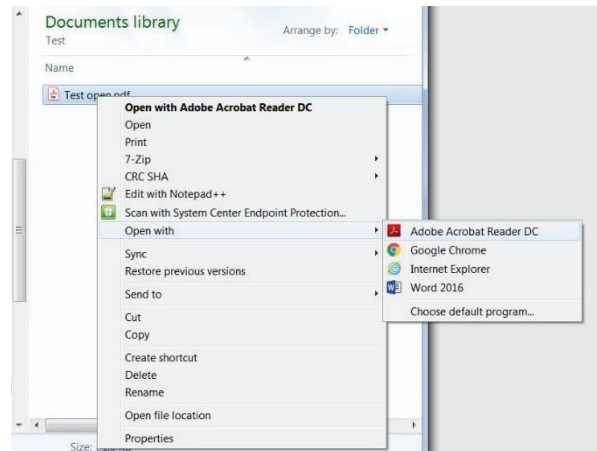 Documents library
Test
Arrange by: Folder
Name
Test open.pdf
Open with Adobe Acrobat Reader DC
Open
Print
7-Zip
CRC SHA
Edit with Notepad++
Scan with System Center Endpoint Protection...
Open with
Adobe Acrobat Reader DC
Google Chrome
Internet Explorer
Word 2016
Choose default program...
Sync
Restore previous versions
Send to
Cut
Copy
Create shortcut
Delete
Rename
Open file location
Properties
Size: